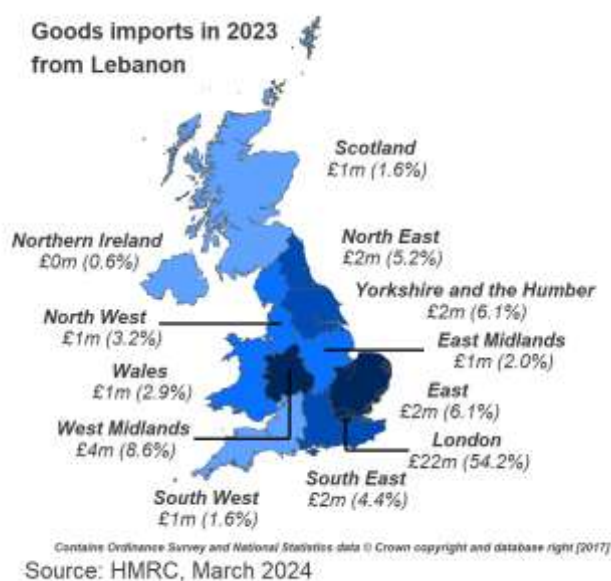 Goods imports in 2023
from Lebanon
Scotland
£1m (1.6%)
Northern Ireland
£0m (0.6%)
North East
£2m (5.2%)
Yorkshire and the Humber
£2m (6.1%)
North West
£1m (3.2%)
East Midlands
£1m (2.0%)
Wales
£1m (2.9%)
East
£2m (6.1%)
West Midlands
£4m (8.6%)
London
£22m (54.2%)
South East
£2m (4.4%)
South West
£1m (1.6%)
Contains Ordinance Survey and National Statistics data © Crown copyright and database right [2017]
Source: HMRC, March 2024